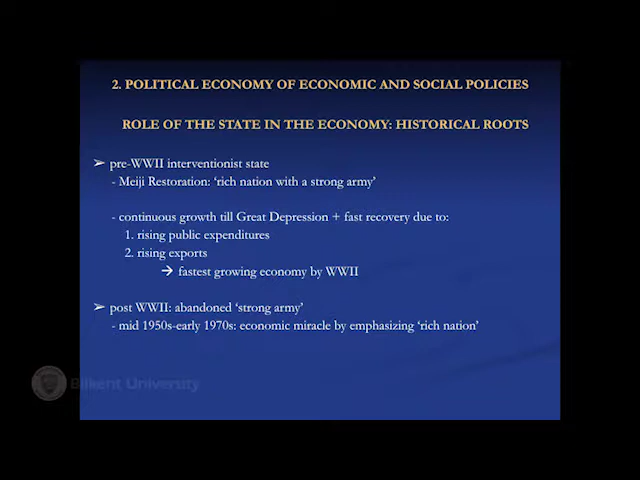 2. POLITICAL ECONOMY OF ECONOMIC AND SOCIAL POLICIES
ROLE OF THE STATE IN THE ECONOMY: HISTORICAL ROOTS
➢ pre-WWII interventionist state
- Meiji Restoration: ‘rich nation with a strong army’
- continuous growth till Great Depression + fast recovery due to:
1. rising public expenditures
2. rising exports
→ fastest growing economy by WWII
➢ post WWII: abandoned ‘strong army’
- mid 1950s-early 1970s: economic miracle by emphasizing ‘rich nation’
Bilkent University